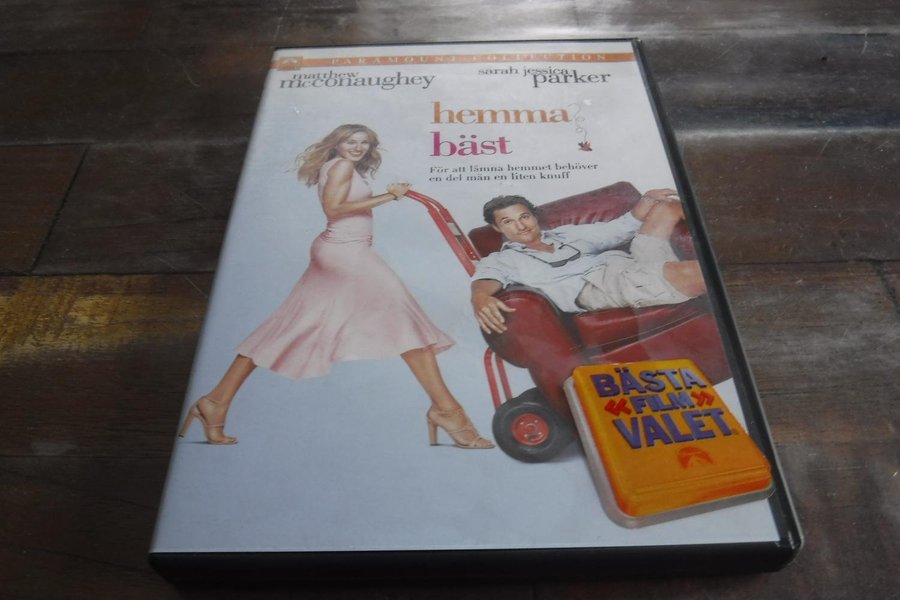 PARAMOUNT COLLECTION
matthew
mcconaughey
sarah jessica
parker
hemma
bäst
För att lämna hemmet behöver
en del män en liten knuff
BÄSTA
«FILM»
VALET